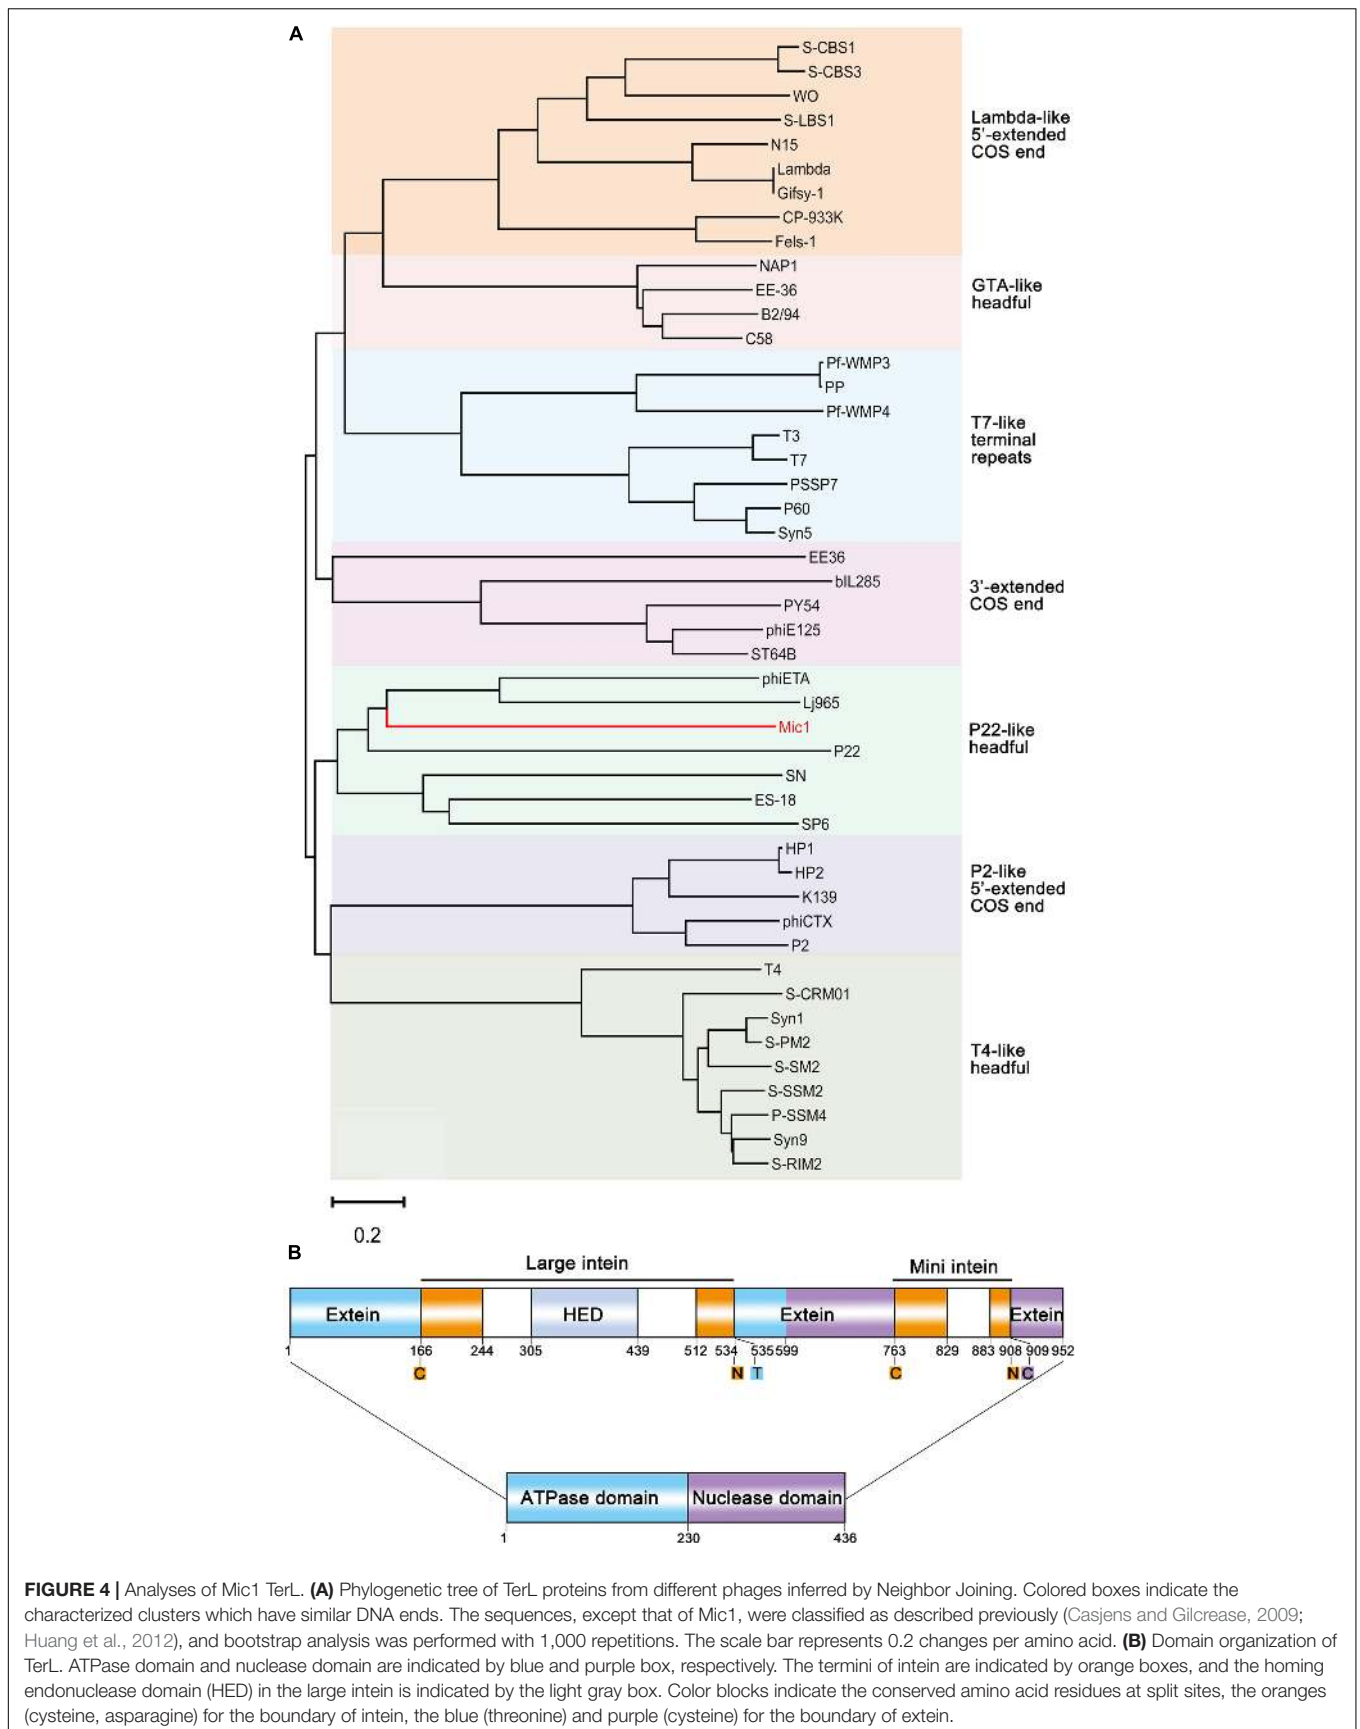 A
S-CBS1
S-CBS3
WO
S-LBS1
N15
Lambda
Gifsy-1
CP-933K
Fels-1
Lambda-like
5'-extended
COS end
NAP1
EE-36
B2/94
C58
GTA-like
headful
Pf-WMP3
PP
Pf-WMP4
T3
T7
PSSP7
P60
Syn5
T7-like
terminal
repeats
EE36
bIL285
PY54
phiE125
ST64B
3'-extended
COS end
phiETA
Lj965
Mic1
P22
SN
ES-18
SP6
P22-like
headful
HP1
HP2
K139
phiCTX
P2
P2-like
5'-extended
COS end
T4
S-CRM01
Syn1
S-PM2
S-SM2
S-SSM2
P-SSM4
Syn9
S-RIM2
T4-like
headful
0.2
B
Large intein Mini intein
Extein HED Extein Extein
1 166 244 305 439 512 534 535 599 763 829 883 908 909 952
C N T C N C
ATPase domain Nuclease domain
1 230 436
FIGURE 4 | Analyses of Mic1 TerL. (A) Phylogenetic tree of TerL proteins from different phages inferred by Neighbor Joining. Colored boxes indicate the
characterized clusters which have similar DNA ends. The sequences, except that of Mic1, were classified as described previously (Casjens and Gilcrease, 2009;
Huang et al., 2012), and bootstrap analysis was performed with 1,000 repetitions. The scale bar represents 0.2 changes per amino acid. (B) Domain organization of
TerL. ATPase domain and nuclease domain are indicated by blue and purple box, respectively. The termini of intein are indicated by orange boxes, and the homing
endonuclease domain (HED) in the large intein is indicated by the light gray box. Color blocks indicate the conserved amino acid residues at split sites, the oranges
(cysteine, asparagine) for the boundary of intein, the blue (threonine) and purple (cysteine) for the boundary of extein.